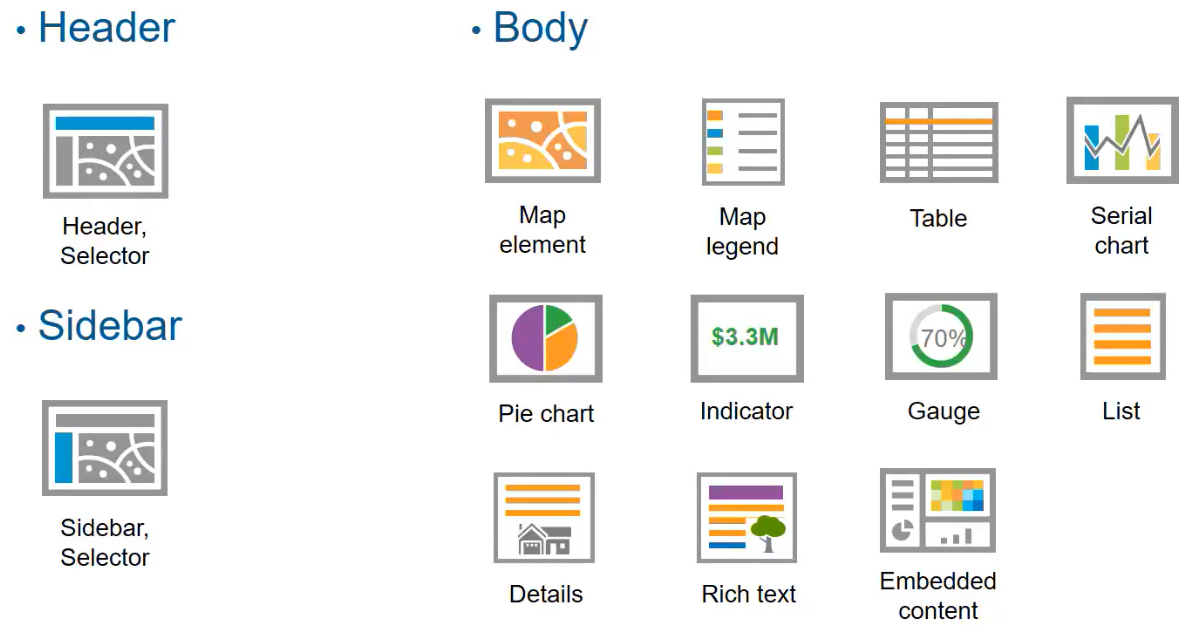 • Header
Header,
Selector
• Sidebar
Sidebar,
Selector
• Body
Map
element
Map
legend
Table
Serial
chart
Pie chart
$3.3M
Indicator
70%
Gauge
List
Details
Rich text
Embedded
content